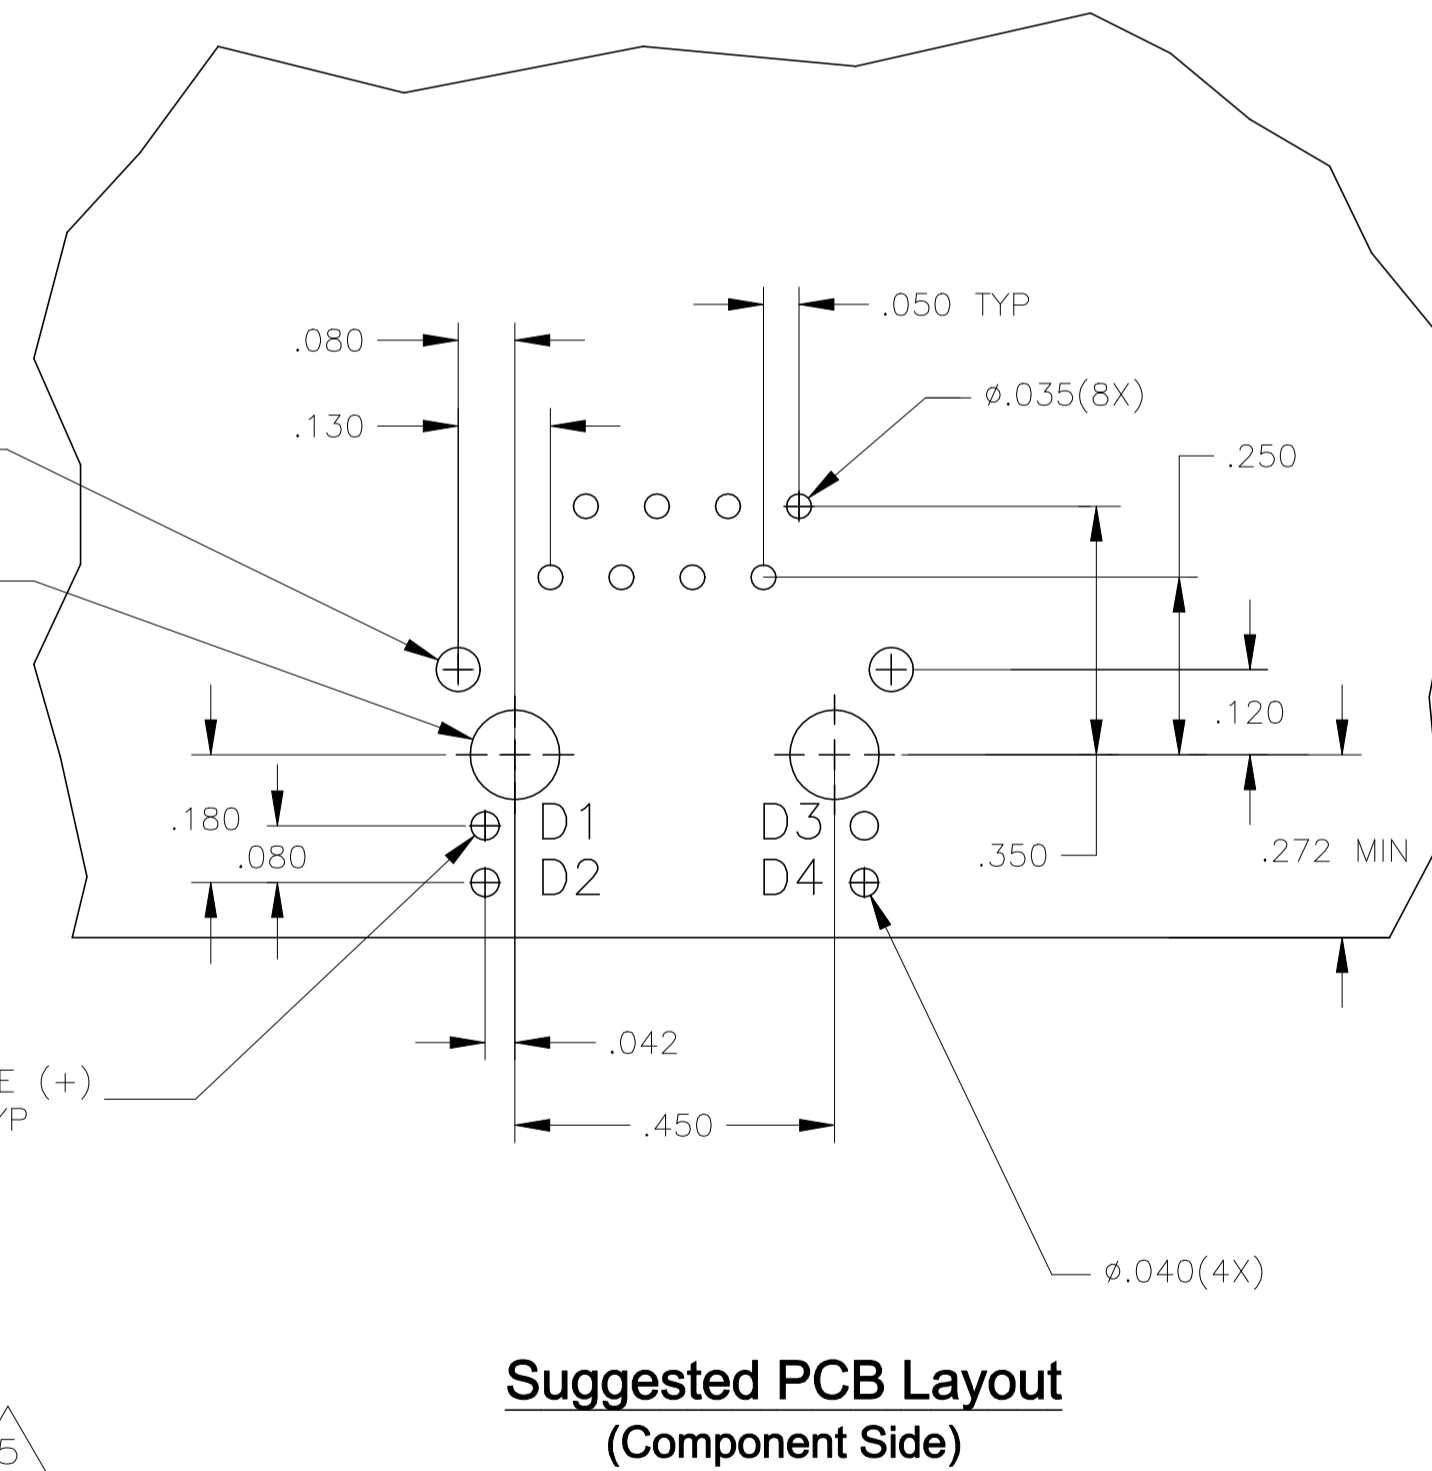 .050 TYP
.080
ø.035(8X)
.130
.250
.120
.180
D1
D3
.080
.350
.272 MIN
D2
D4
.042
E (+)
YP
.450
ø.040(4X)
Suggested PCB Layout
(Component Side)
5